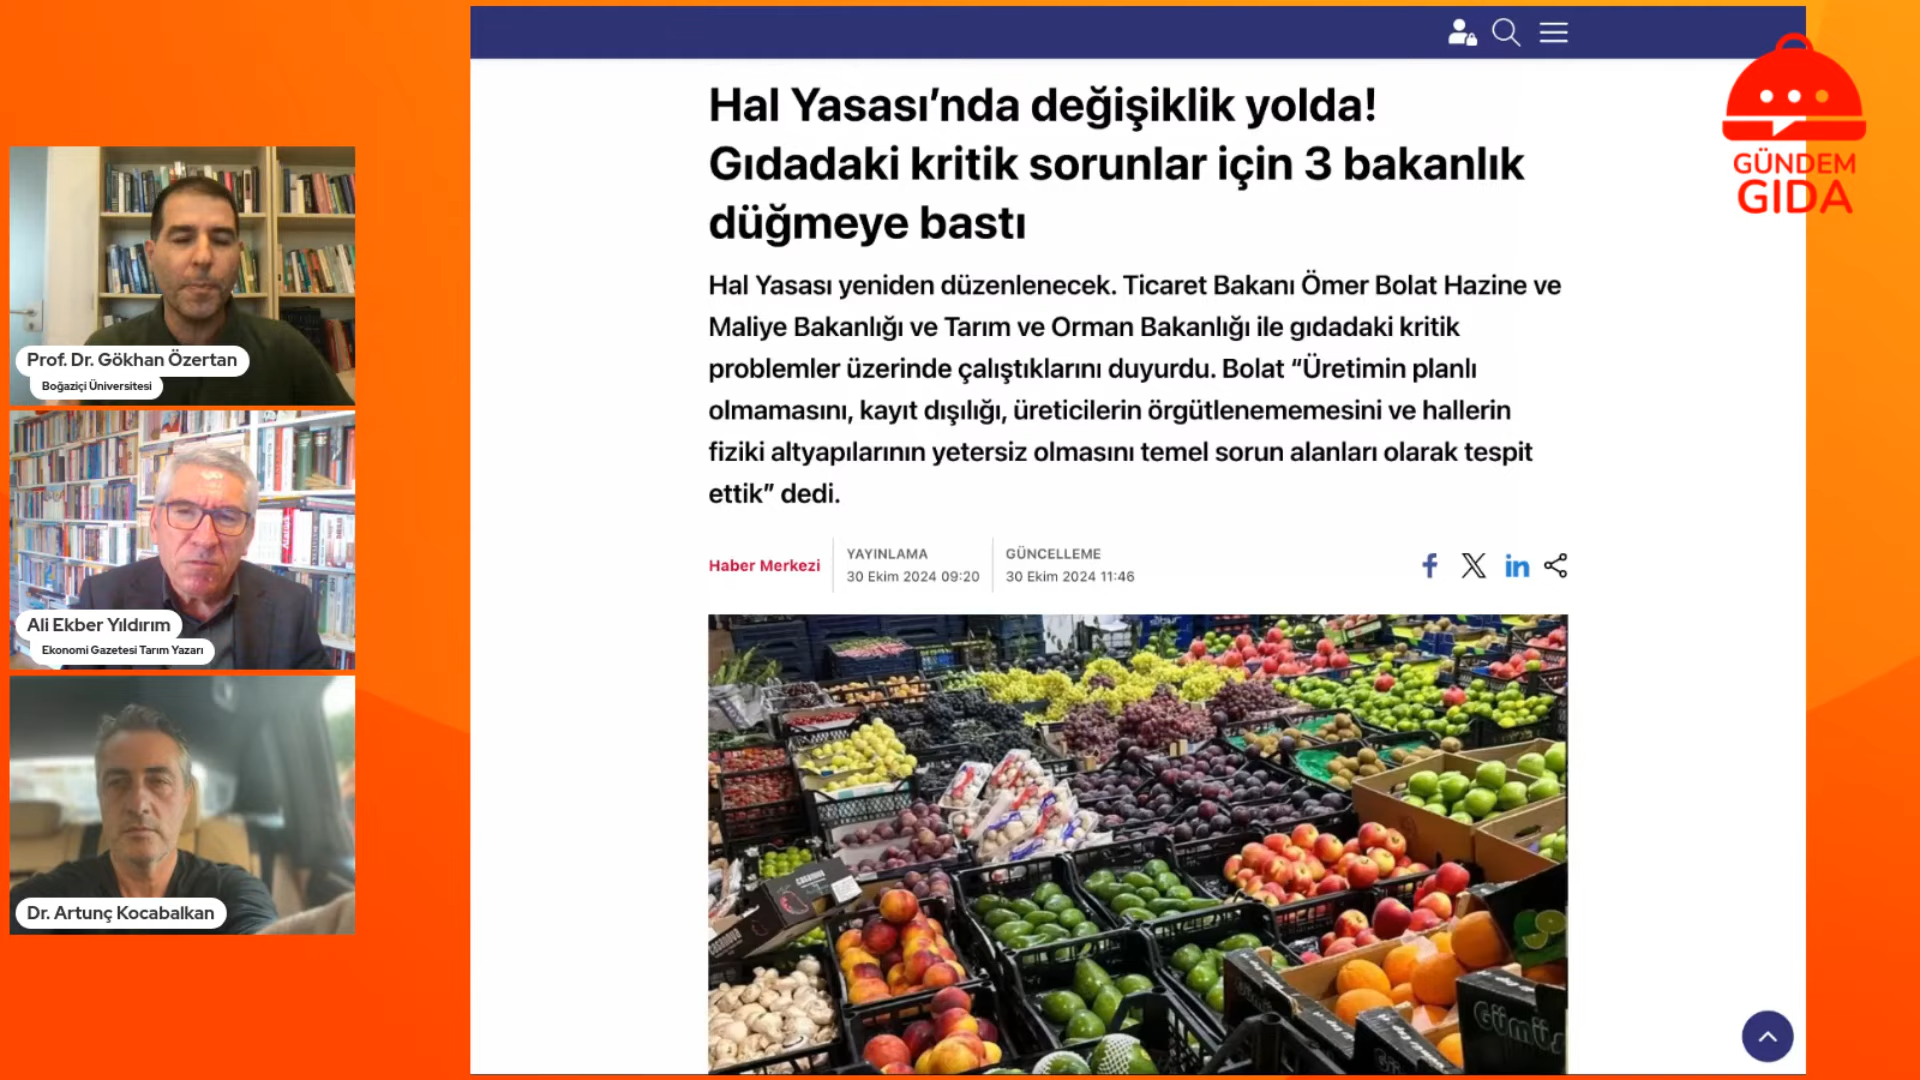 Hal Yasası’nda değişiklik yolda!
Gıdadaki kritik sorunlar için 3 bakanlık
düğmeye bastı
Hal Yasası yeniden düzenlenecek. Ticaret Bakanı Ömer Bolat Hazine ve
Maliye Bakanlığı ve Tarım ve Orman Bakanlığı ile gıdadaki kritik
problemler üzerinde çalıştıklarını duyurdu. Bolat “Üretimin planlı
olmamasını, kayıt dışılığı, üreticilerin örgütlenememesini ve hallerin
fiziki altyapılarının yetersiz olmasını temel sorun alanları olarak tespit
ettik” dedi.
Haber Merkezi
YAYINLAMA
30 Ekim 2024 09:20
GÜNCELLEME
30 Ekim 2024 11:46
GÜNDEM
GIDA
Prof. Dr. Gökhan Özertan
Boğaziçi Üniversitesi
Ali Ekber Yıldırım
Ekonomi Gazetesi Tarım Yazarı
Dr. Artunç Kocabalkan